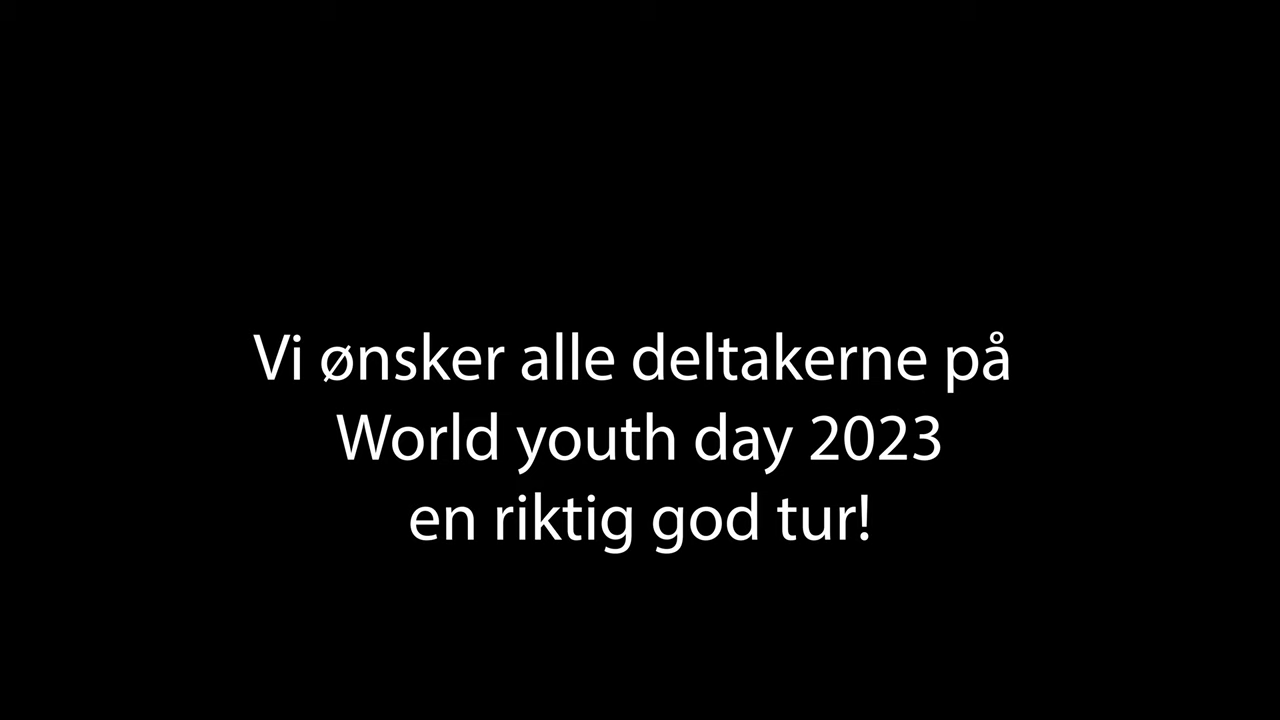 Vi ønsker alle deltakerne på
World youth day 2023
en riktig god tur!